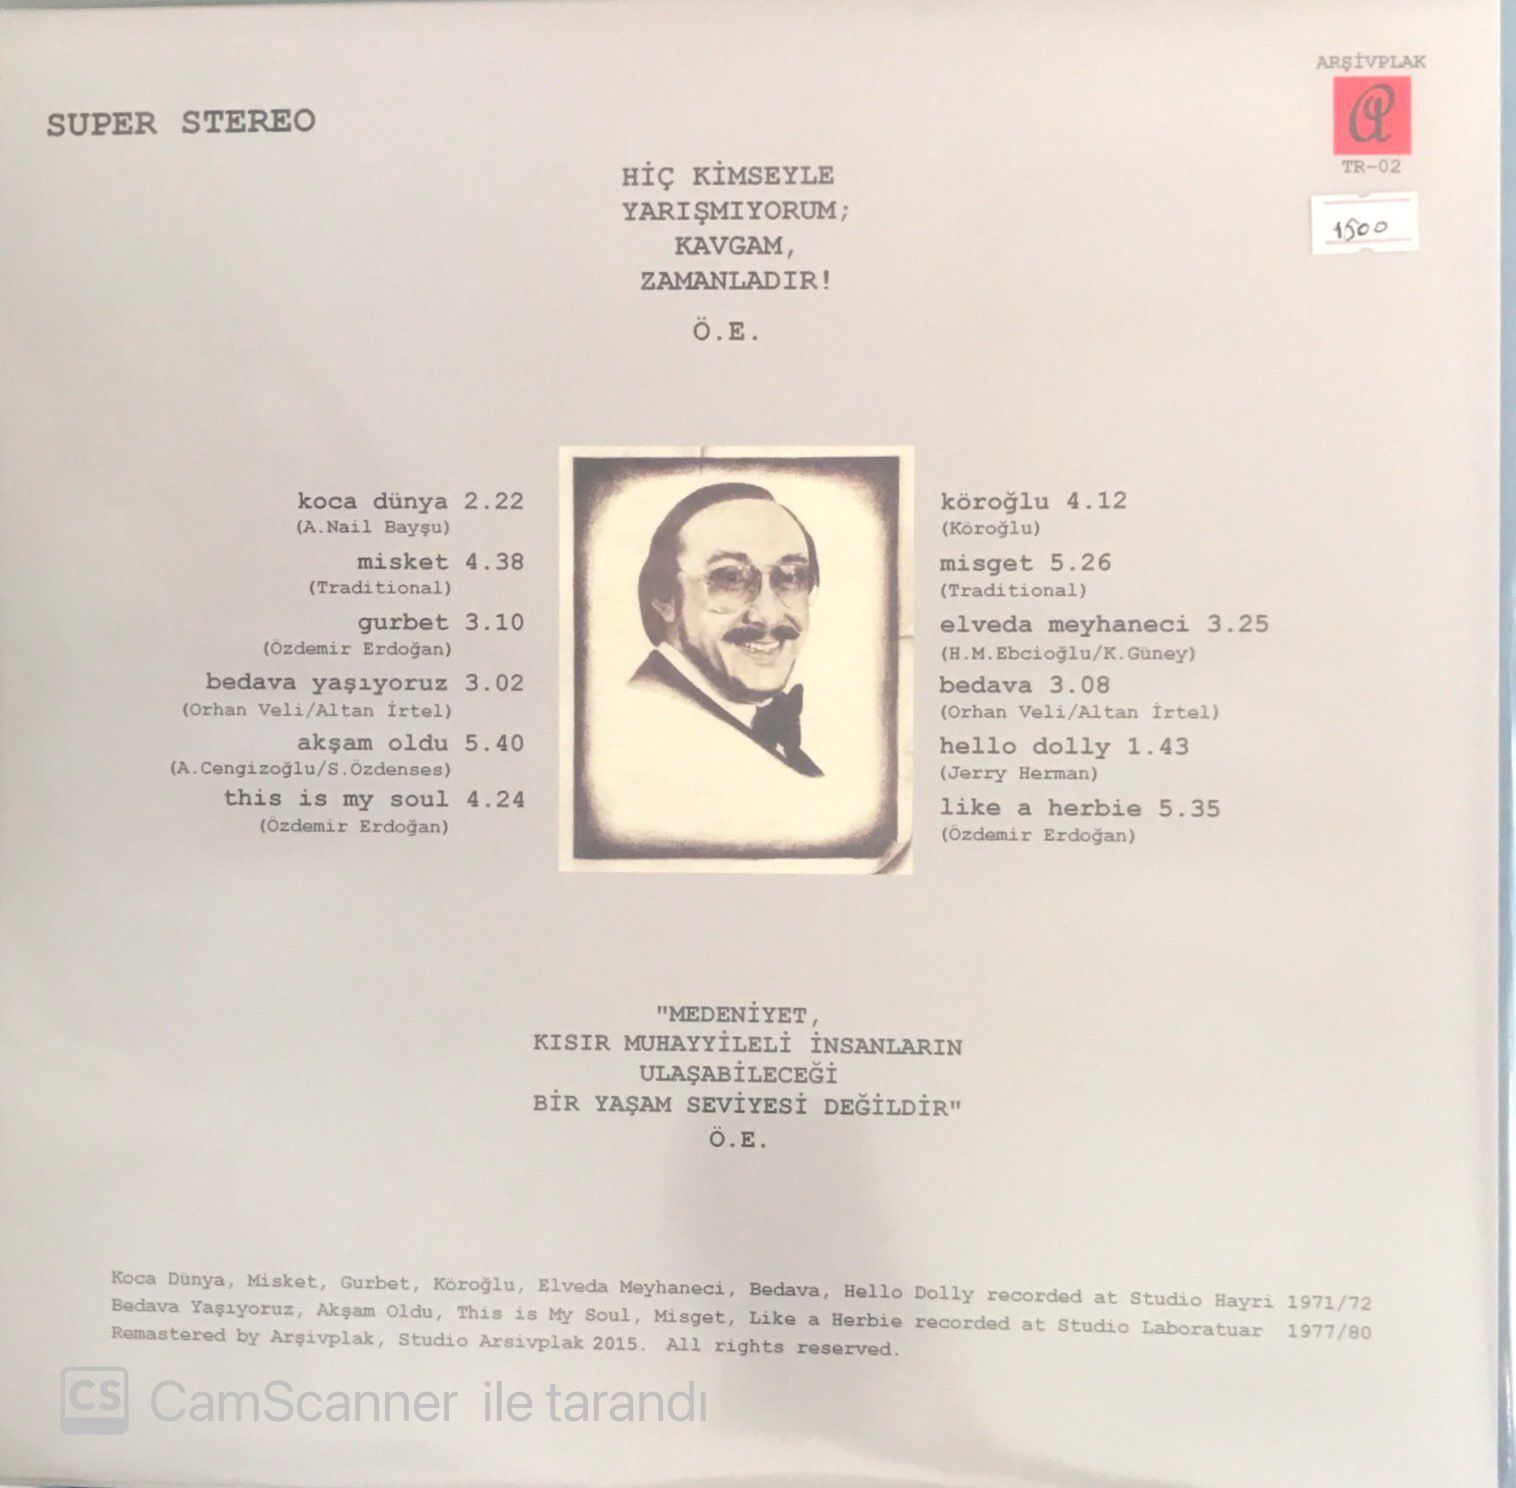 ARŞİVPLAK
TR-02
1500
SUPER STEREO
HİÇ KİMSEYLE
YARIŞMIYORUM;
KAVGAM,
ZAMANLADIR!
Ö.E.
koca dünya 2.22
(A.Nail Bayşu)
misket 4.38
(Traditional)
gurbet 3.10
(Özdemir Erdoğan)
bedava yaşıyoruz 3.02
(Orhan Veli/Altan İrtel)
akşam oldu 5.40
(A.Cengizoğlu/S.Özdenses)
this is my soul 4.24
(Özdemir Erdoğan)
köroğlu 4.12
(Köroğlu)
misget 5.26
(Traditional)
elveda meyhaneci 3.25
(H.M.Ebcioğlu/K.Güney)
bedava 3.08
(Orhan Veli/Altan İrtel)
hello dolly 1.43
(Jerry Herman)
like a herbie 5.35
(Özdemir Erdoğan)
"MEDENİYET,
KISIR MUHAYYİLELİ İNSANLARIN
ULAŞABİLECEĞİ
BİR YAŞAM SEVİYESİ DEĞİLDİR"
Ö.E.
Koca Dünya, Misket, Gurbet, Köroğlu, Elveda Meyhaneci, Bedava, Hello Dolly recorded at Studio Hayri 1971/72
Bedava Yaşıyoruz, Akşam Oldu, This is My Soul, Misget, Like a Herbie recorded at Studio Laboratuar 1977/80
Remastered by Arşivplak, Studio Arsivplak 2015. All rights reserved.
CS CamScanner ile tarandı